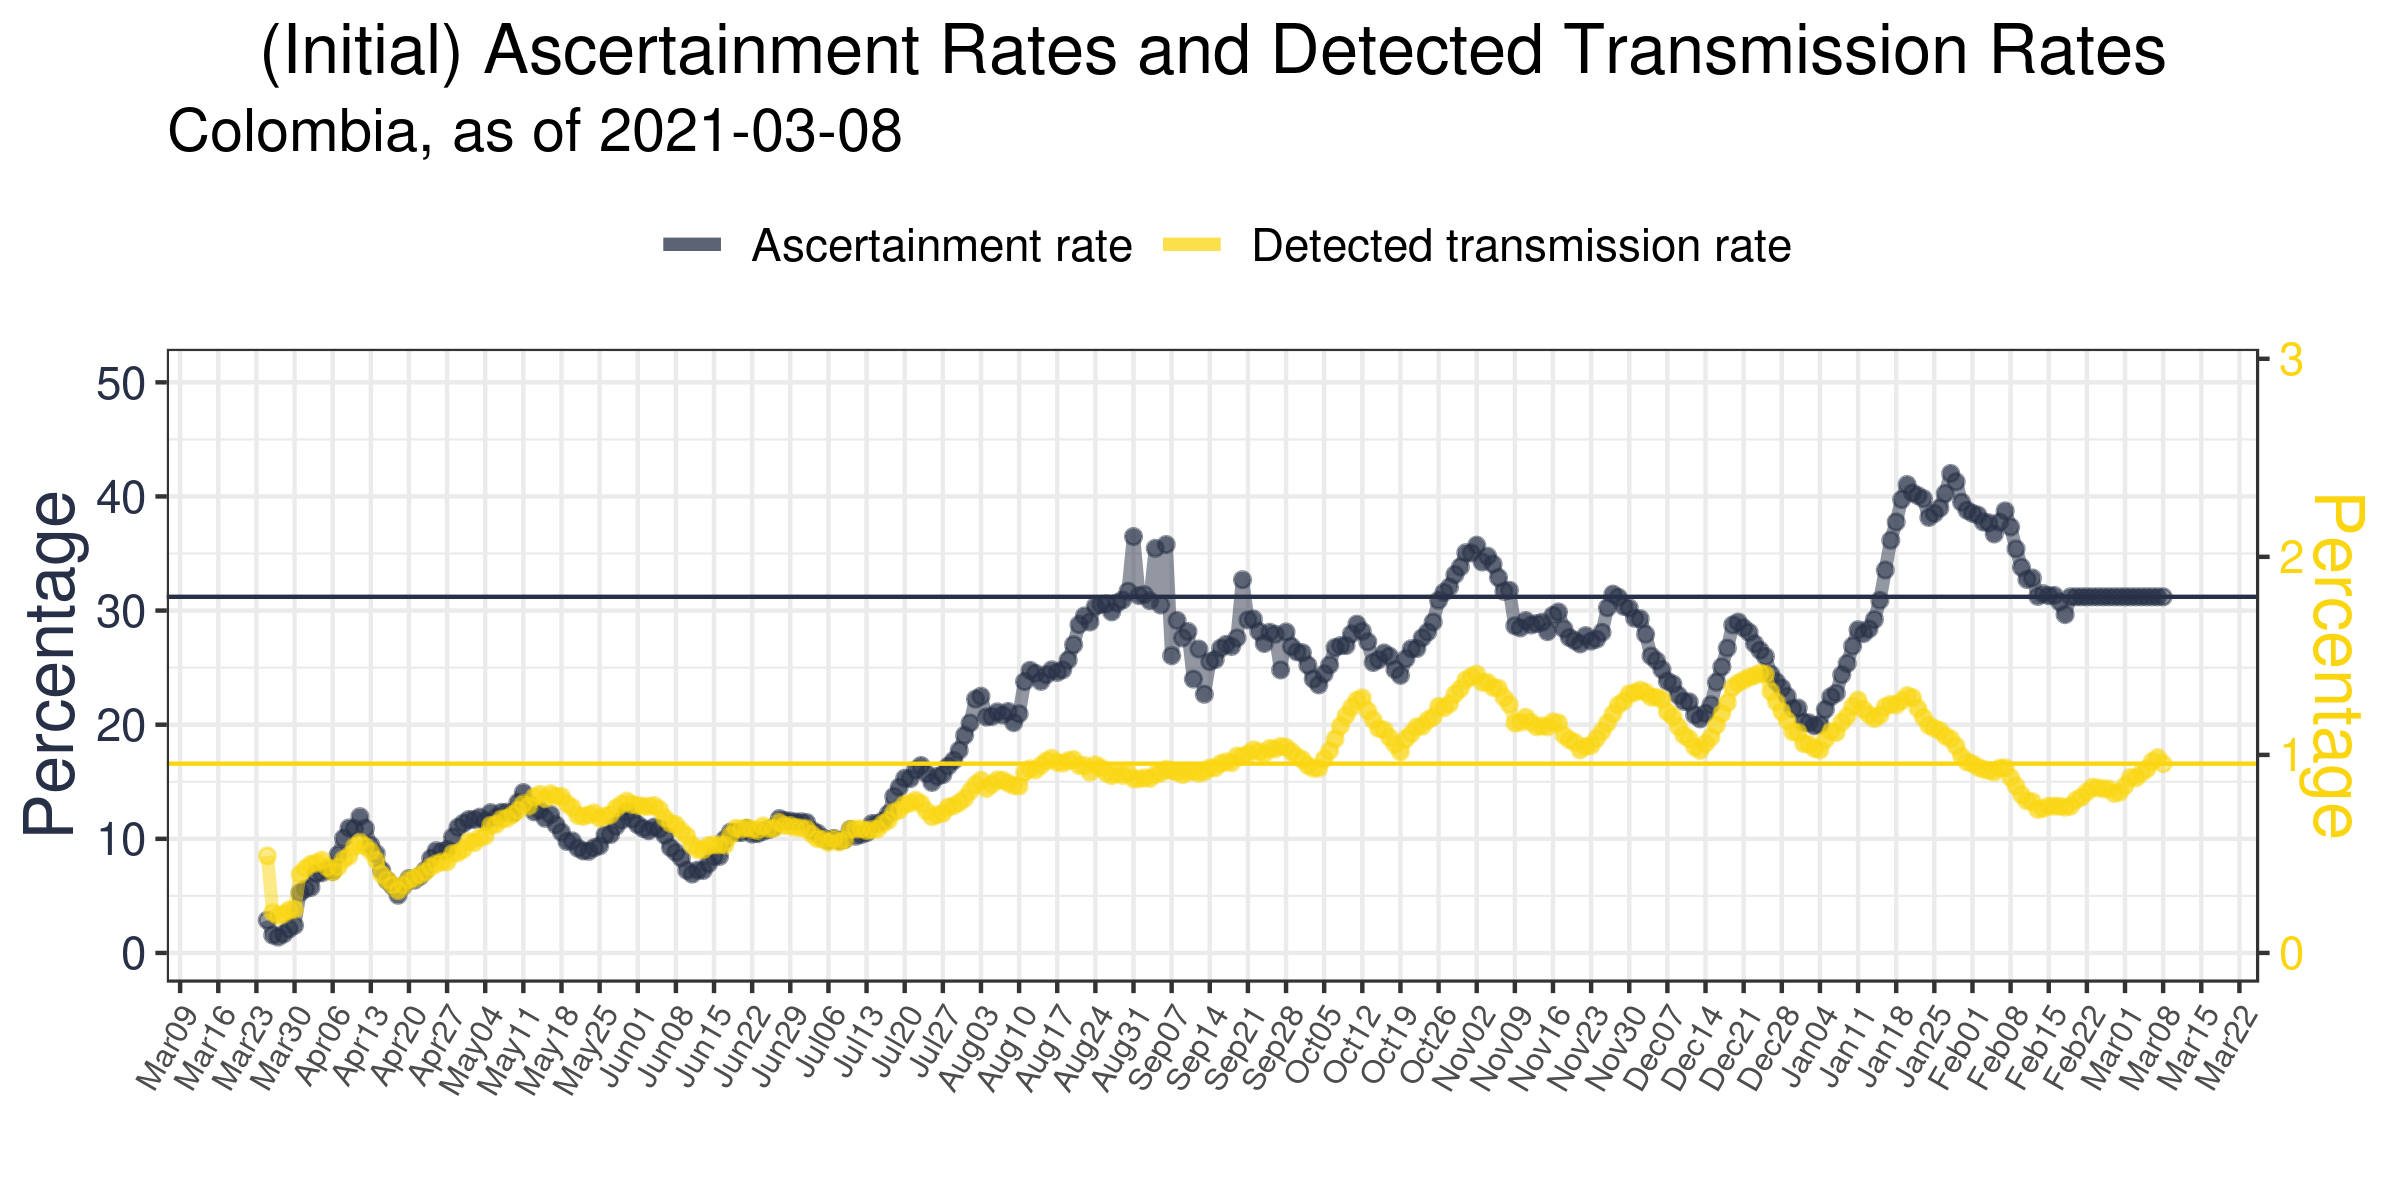 (Initial) Ascertainment Rates and Detected Transmission Rates
Colombia, as of 2021-03-08
Ascertainment rate Detected transmission rate
Percentage
50
40
30
20
10
0
3
2
1
0
Percentage
Mar09 Mar16 Mar23 Mar30 Apr06 Apr13 Apr20 Apr27 May04 May11 May18 May25 Jun01 Jun08 Jun15 Jun22 Jun29 Jul06 Jul13 Jul20 Jul27 Aug03 Aug10 Aug17 Aug24 Aug31 Sep07 Sep14 Sep21 Sep28 Oct05 Oct12 Oct19 Oct26 Nov02 Nov09 Nov16 Nov23 Nov30 Dec07 Dec14 Dec21 Dec28 Jan04 Jan11 Jan18 Jan25 Feb01 Feb08 Feb15 Feb22 Mar01 Mar08 Mar15 Mar22